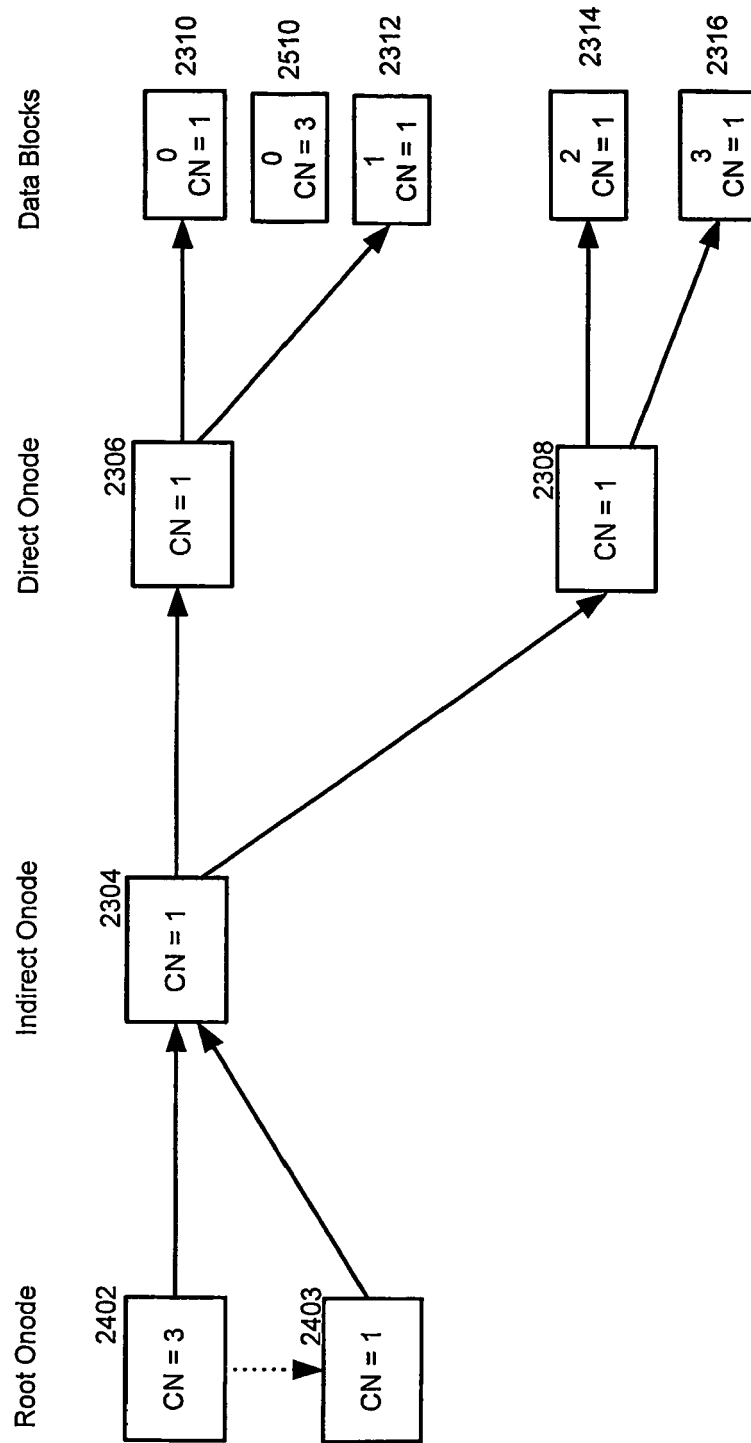 Root Onode
Indirect Onode
Direct Onode
Data Blocks
2402
CN = 3
2403
CN = 1
2304
CN = 1
2306
CN = 1
2308
CN = 1
0
CN = 1
2310
0
CN = 3
2510
1
CN = 1
2312
2
CN = 1
2314
3
CN = 1
2316